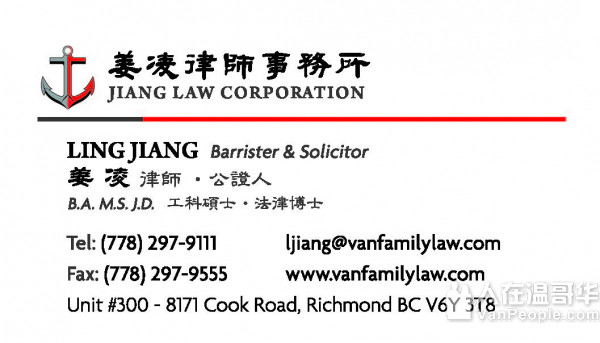 姜凌律師事務所
JIANG LAW CORPORATION
LING JIANG Barrister & Solicitor
姜 凌 律師 · 公證人
B.A. M.S. J.D. 工科碩士 · 法律博士
Tel: (778) 297-9111 ljiang@vanfamilylaw.com
Fax: (778) 297-9555 www.vanfamilylaw.com
Unit #300 - 8171 Cook Road, Richmond BC V6Y 3T8
人在温哥华
VanPeople.com